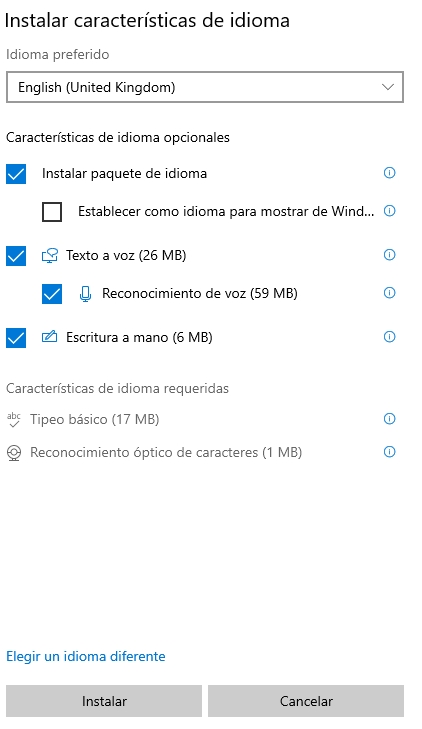 Instalar características de idioma
Idioma preferido
English (United Kingdom)
Características de idioma opcionales
Instalar paquete de idioma
Establecer como idioma para mostrar de Wind...
Texto a voz (26 MB)
Reconocimiento de voz (59 MB)
Escritura a mano (6 MB)
Características de idioma requeridas
abc Tipeo básico (17 MB)
Reconocimiento óptico de caracteres (1 MB)
Elegir un idioma diferente
Instalar Cancelar